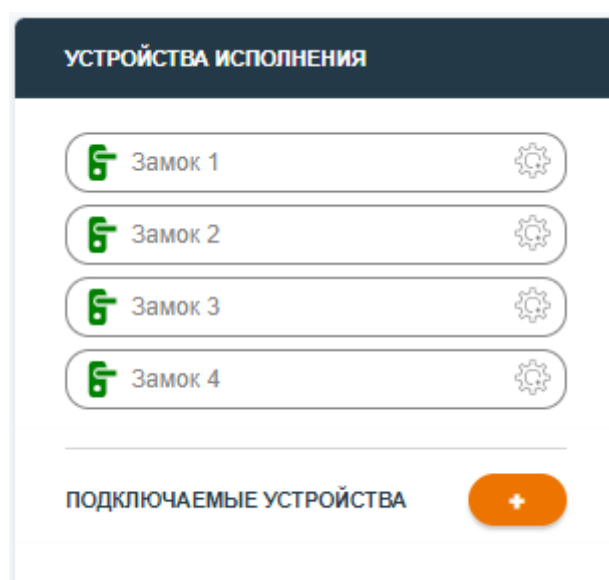 УСТРОЙСТВА ИСПОЛНЕНИЯ
Замок 1
Замок 2
Замок 3
Замок 4
ПОДКЛЮЧАЕМЫЕ УСТРОЙСТВА +